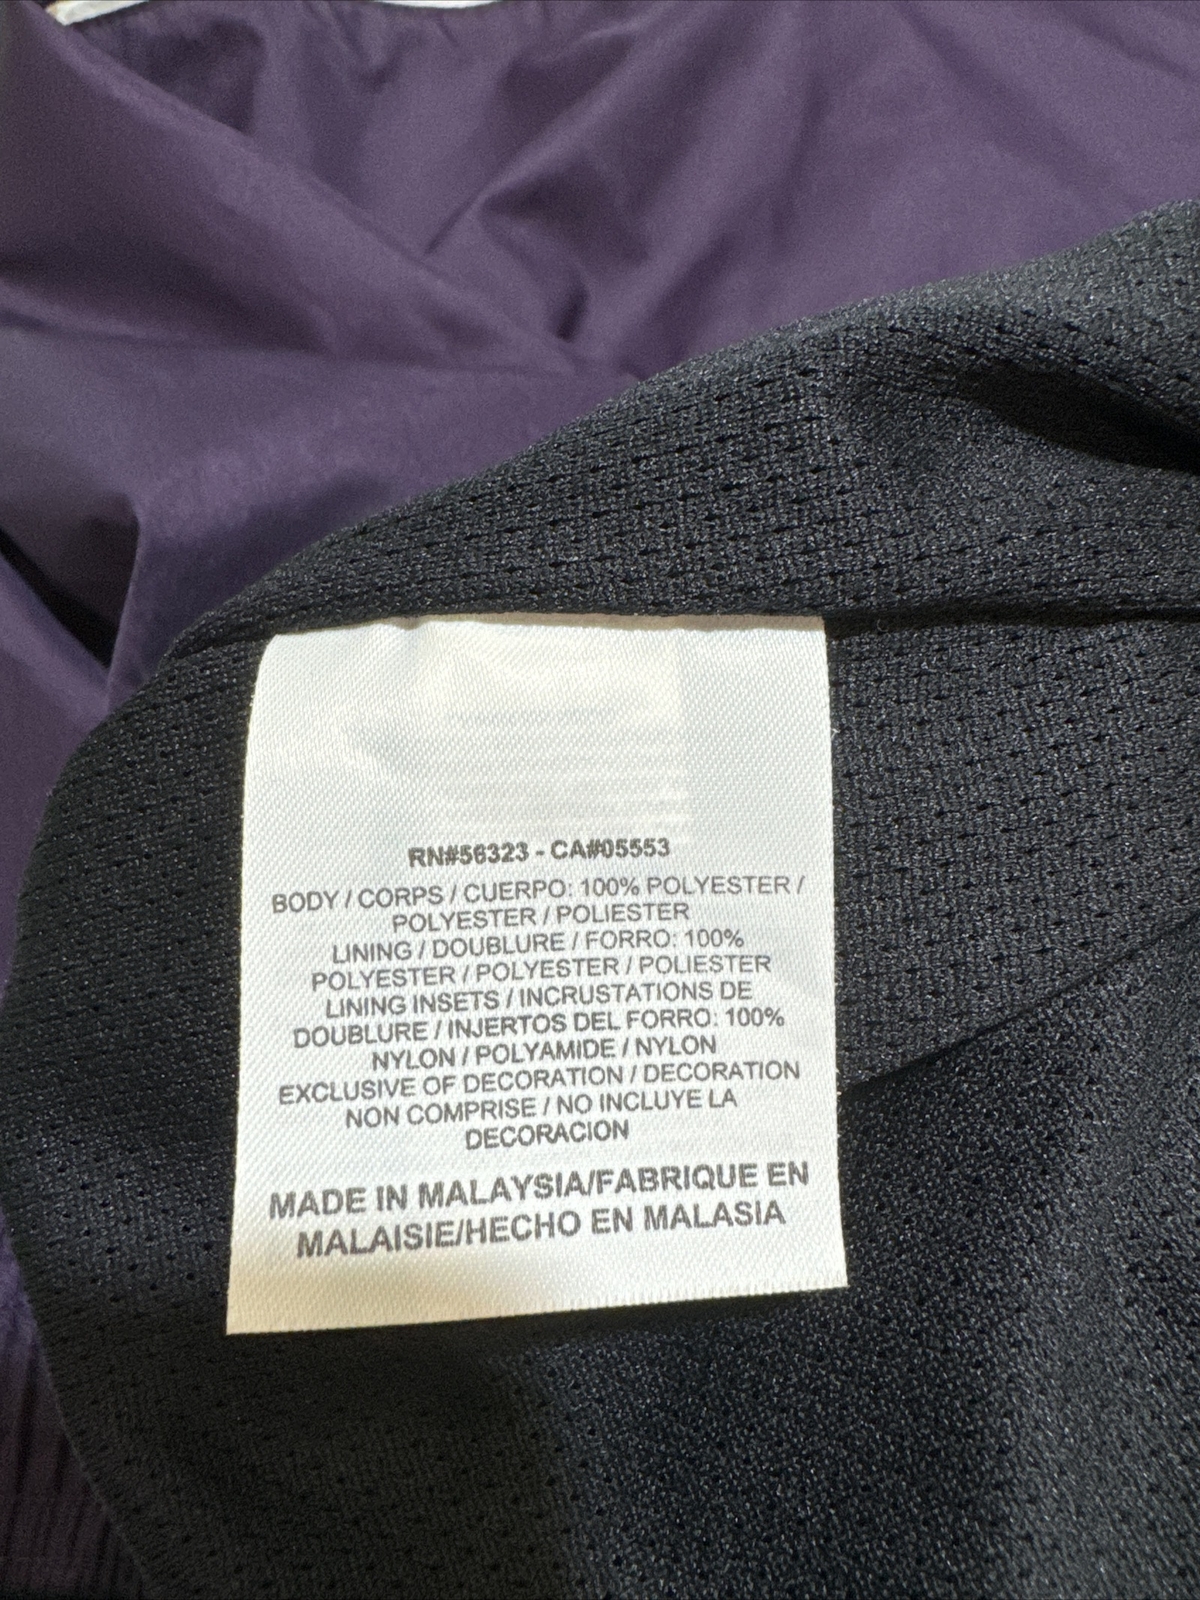 RN#56323 - CA#05553
BODY / CORPS / CUERPO: 100% POLYESTER /
POLYESTER / POLIESTER
LINING / DOUBLURE / FORRO: 100%
POLYESTER / POLYESTER / POLIESTER
LINING INSETS / INCRUSTATIONS DE
DOUBLURE / INJERTOS DEL FORRO: 100%
NYLON / POLYAMIDE / NYLON
EXCLUSIVE OF DECORATION / DECORATION
NON COMPRISE / NO INCLUYE LA
DECORACION
MADE IN MALAYSIA/FABRIQUE EN
MALAISIE/HECHO EN MALASIA